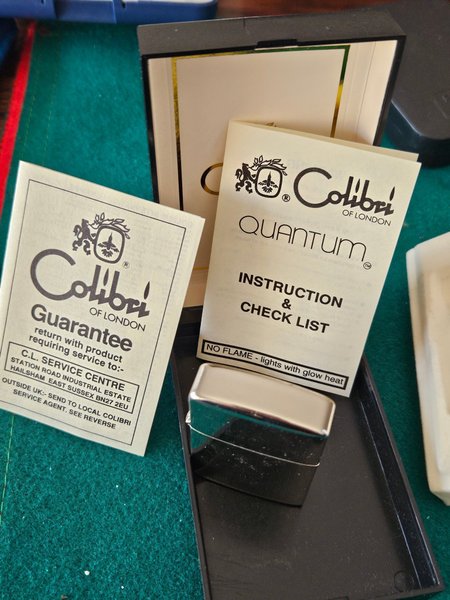 Colibri
OF LONDON
Guarantee
return with product
requiring service to:-
C.L. SERVICE CENTRE
STATION ROAD INDUSTRIAL ESTATE
HAILSHAM EAST SUSSEX BN27 2EU
OUTSIDE UK:- SEND TO LOCAL COLIBRI
SERVICE AGENT. SEE REVERSE
®
Colibri
OF LONDON
QUANTUM
INSTRUCTION
&
CHECK LIST
NO FLAME - lights with glow heat